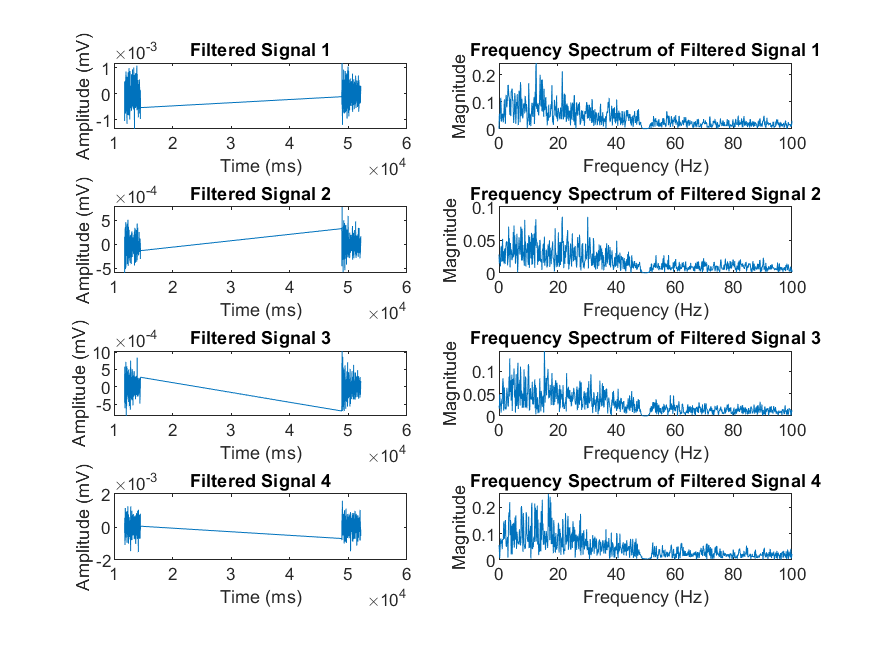 Filtered Signal 1
×10⁻³
Amplitude (mV)
1
0
-1
1 2 3 4 5 6
Time (ms)
×10⁴
Frequency Spectrum of Filtered Signal 1
Magnitude
0.2
0.1
0
0 20 40 60 80 100
Frequency (Hz)
Filtered Signal 2
×10⁻⁴
Amplitude (mV)
5
0
-5
1 2 3 4 5 6
Time (ms)
×10⁴
Frequency Spectrum of Filtered Signal 2
Magnitude
0.1
0.05
0
0 20 40 60 80 100
Frequency (Hz)
Filtered Signal 3
×10⁻⁴
Amplitude (mV)
10
5
0
-5
1 2 3 4 5 6
Time (ms)
×10⁴
Frequency Spectrum of Filtered Signal 3
Magnitude
0.1
0.05
0
0 20 40 60 80 100
Frequency (Hz)
Filtered Signal 4
×10⁻³
Amplitude (mV)
2
0
-2
1 2 3 4 5 6
Time (ms)
×10⁴
Frequency Spectrum of Filtered Signal 4
Magnitude
0.2
0.1
0
0 20 40 60 80 100
Frequency (Hz)